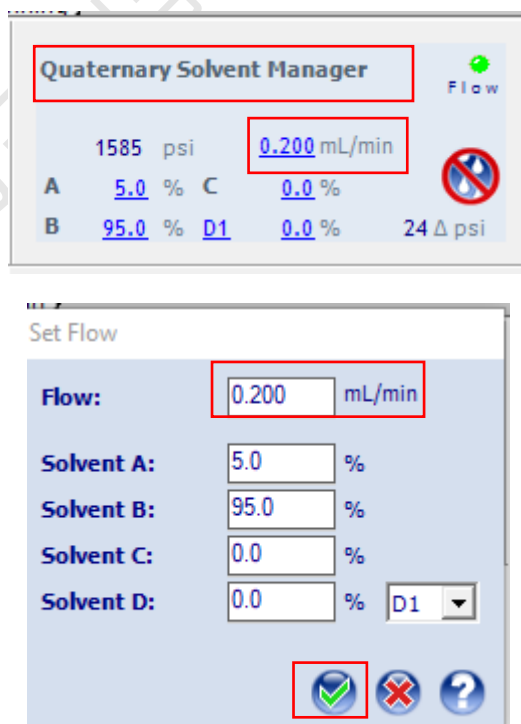 Quaternary Solvent Manager
Flow
1585 psi 0.200 mL/min
A 5.0 % C 0.0 %
B 95.0 % D1 0.0 % 24 Δ psi
Set Flow
Flow: 0.200 mL/min
Solvent A: 5.0 %
Solvent B: 95.0 %
Solvent C: 0.0 %
Solvent D: 0.0 % D1
?